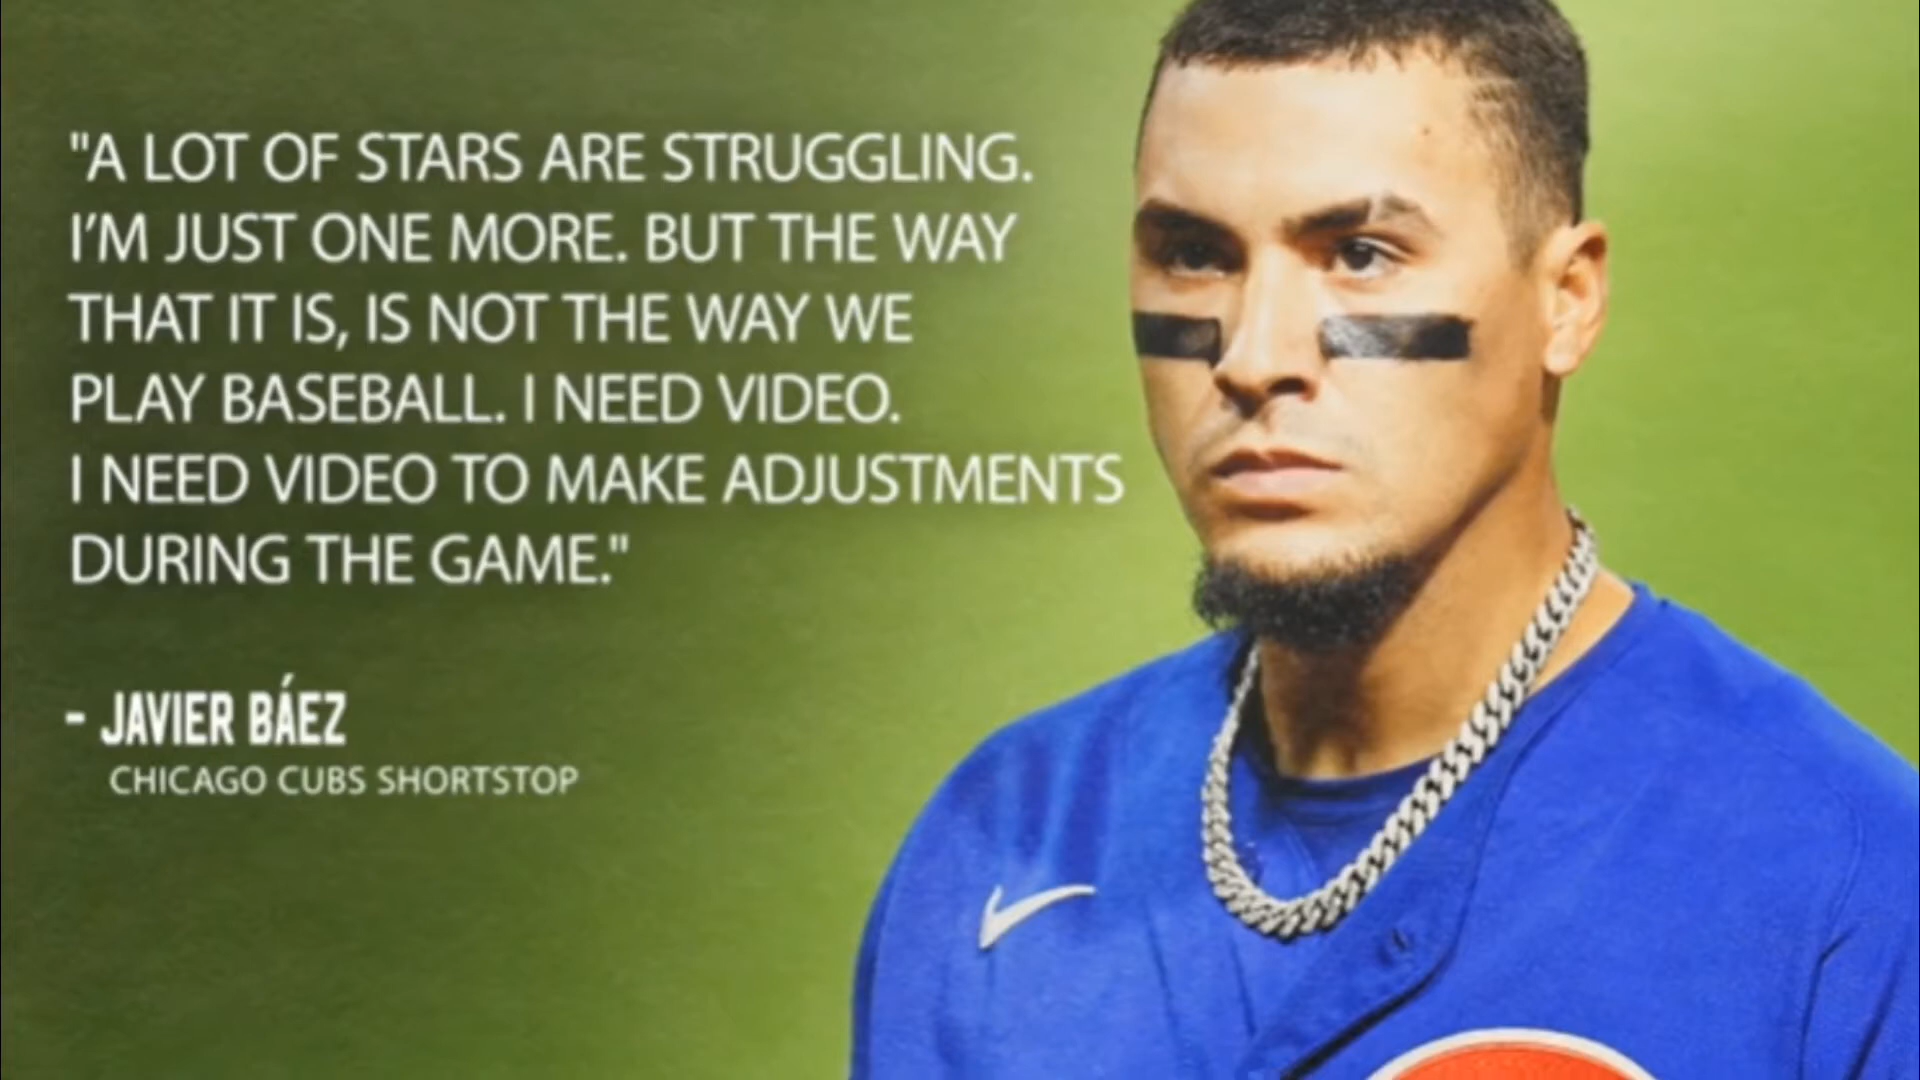 "A LOT OF STARS ARE STRUGGLING.
I'M JUST ONE MORE. BUT THE WAY
THAT IT IS, IS NOT THE WAY WE
PLAY BASEBALL. I NEED VIDEO.
I NEED VIDEO TO MAKE ADJUSTMENTS
DURING THE GAME."
- JAVIER BÁEZ
CHICAGO CUBS SHORTSTOP